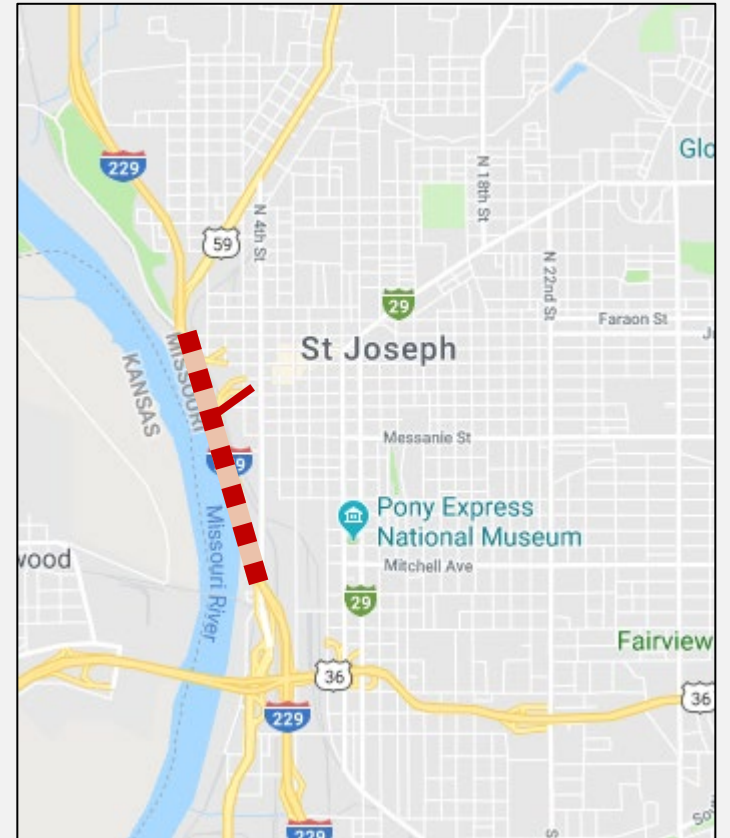 Glo
229
N 18th St
N 4th St
59
N 22nd St
29
Faraon St
MISSOURI
St Joseph
KANSAS
Messanie St
Missouri River
Pony Express
National Museum
wood
Mitchell Ave
29
Fairview
36
36
229
229
S